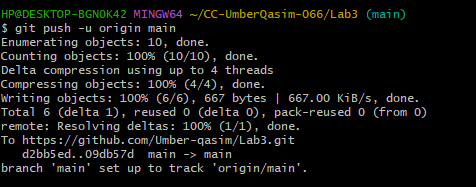 HP@DESKTOP-BGNOK42 MINGW64 ~/CC-UmberQasim-066/Lab3 (main)
$ git push -u origin main
Enumerating objects: 10, done.
Counting objects: 100% (10/10), done.
Delta compression using up to 4 threads
Compressing objects: 100% (4/4), done.
Writing objects: 100% (6/6), 667 bytes | 667.00 KiB/s, done.
Total 6 (delta 1), reused 0 (delta 0), pack-reused 0 (from 0)
remote: Resolving deltas: 100% (1/1), done.
To https://github.com/Umber-qasim/Lab3.git
   d2bb5ed..09db57d  main -> main
branch 'main' set up to track 'origin/main'.